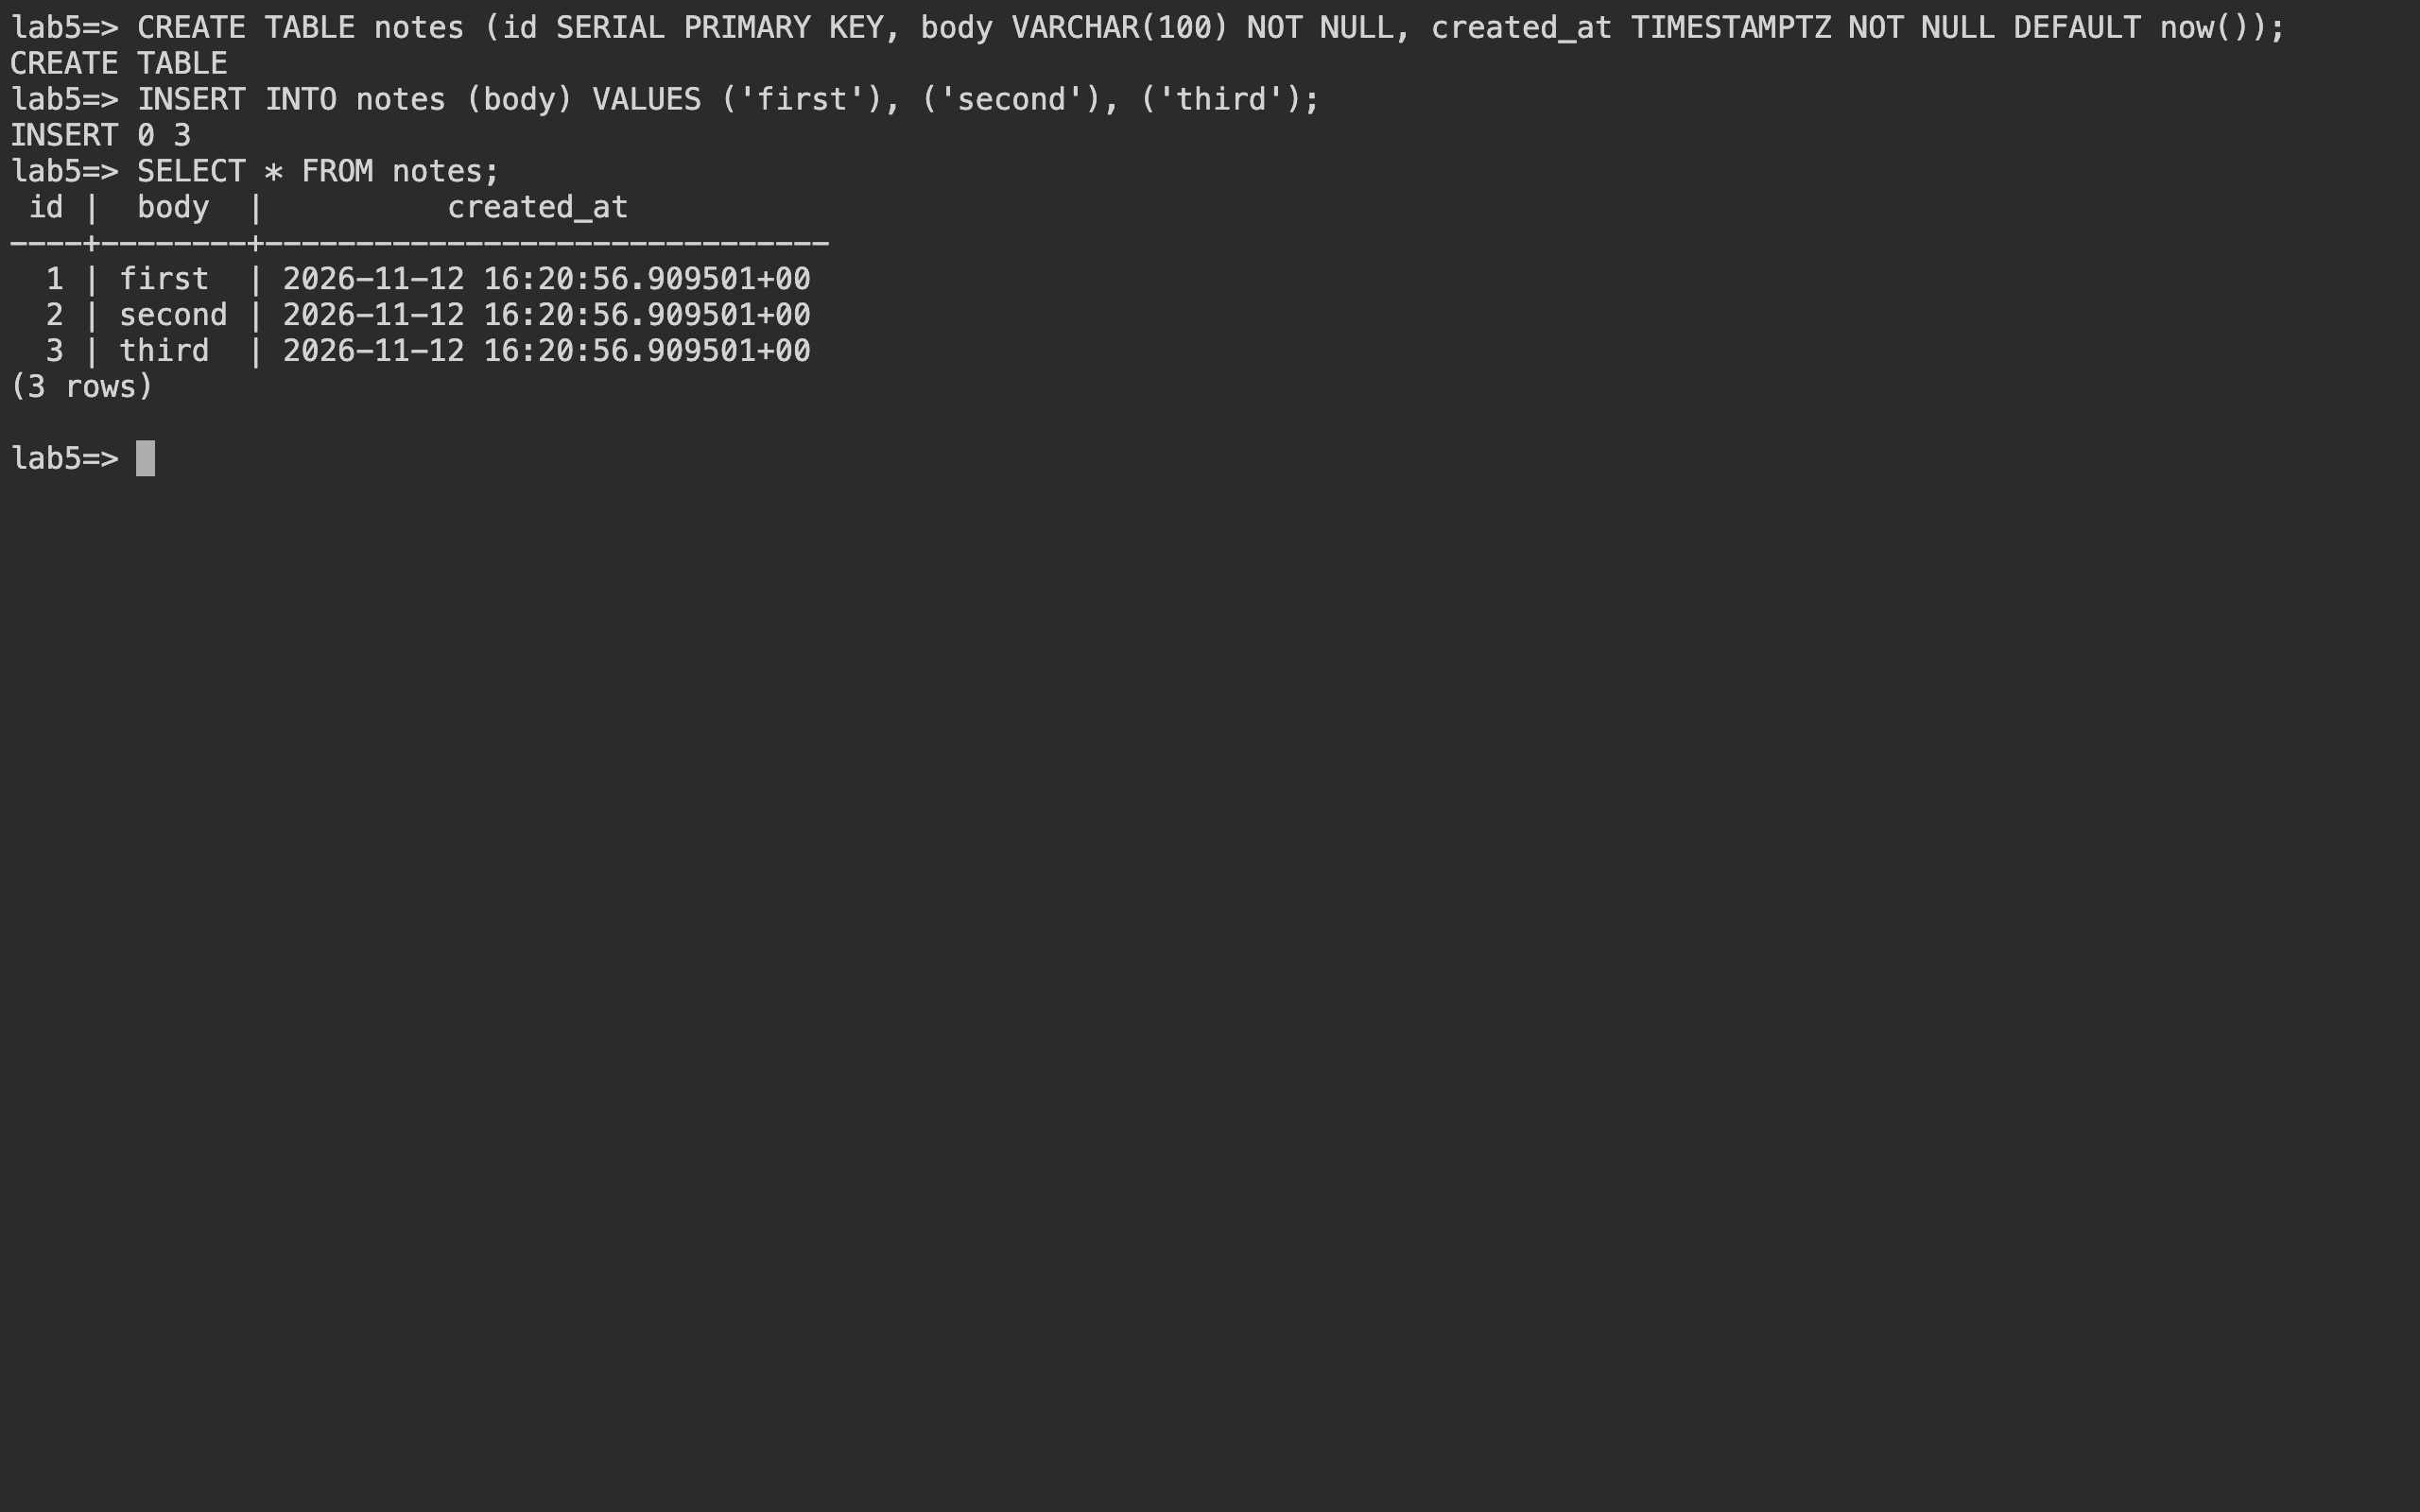 lab5=> CREATE TABLE notes (id SERIAL PRIMARY KEY, body VARCHAR(100) NOT NULL, created_at TIMESTAMPTZ NOT NULL DEFAULT now());
CREATE TABLE
lab5=> INSERT INTO notes (body) VALUES ('first'), ('second'), ('third');
INSERT 0 3
lab5=> SELECT * FROM notes;
 id |  body  |          created_at
----+--------+-------------------------------
  1 | first  | 2026-11-12 16:20:56.909501+00
  2 | second | 2026-11-12 16:20:56.909501+00
  3 | third  | 2026-11-12 16:20:56.909501+00
(3 rows)

lab5=>